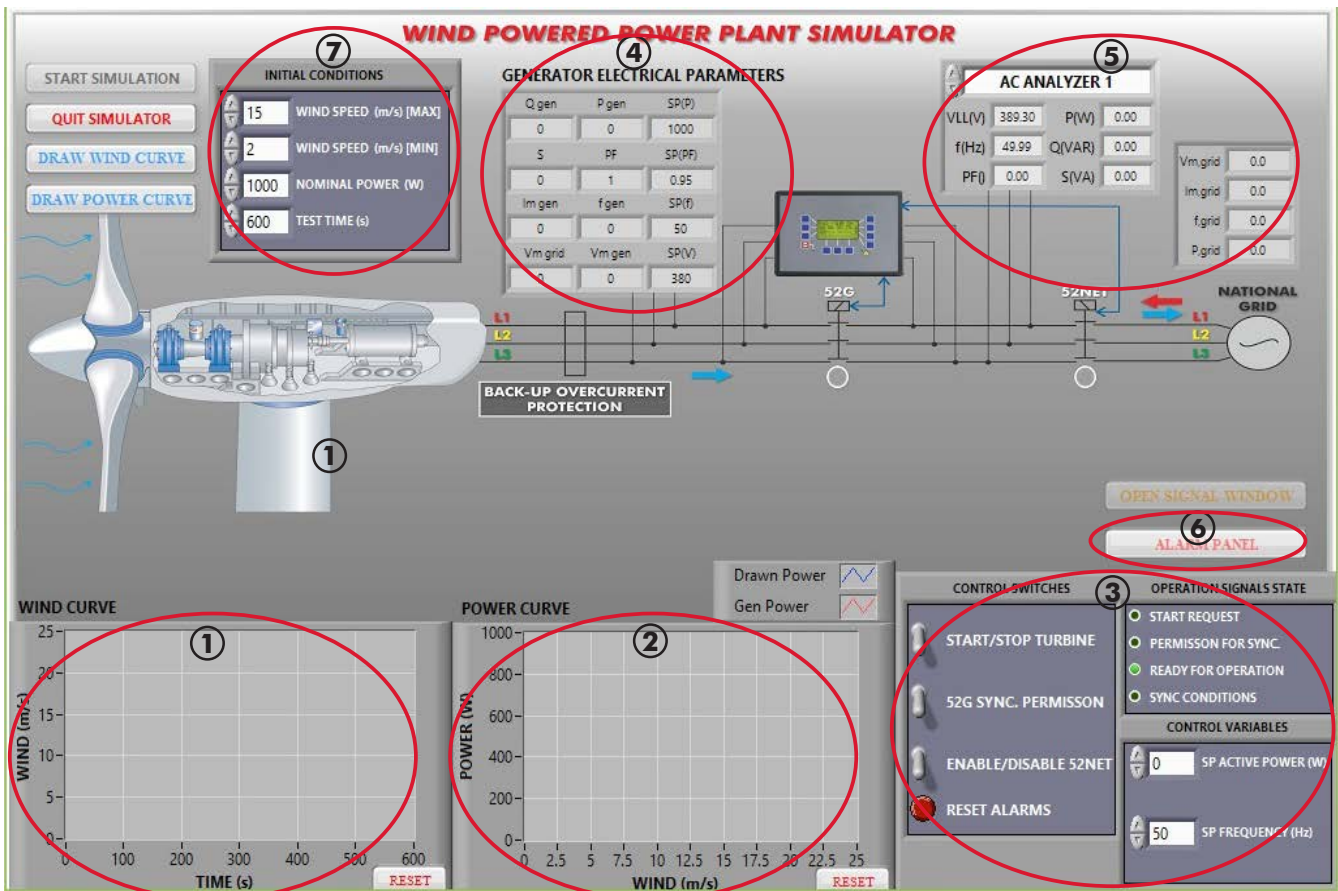 WIND POWERED POWER PLANT SIMULATOR
START SIMULATION
QUIT SIMULATOR
DRAW WIND CURVE
DRAW POWER CURVE
⑦
INITIAL CONDITIONS
15 WIND SPEED (m/s) [MAX]
2 WIND SPEED (m/s) [MIN]
1000 NOMINAL POWER (W)
600 TEST TIME (s)
④
GENERATOR ELECTRICAL PARAMETERS
Q gen P gen SP(P)
0 0 1000
S PF SP(PF)
0 1 0.95
Im gen f gen SP(f)
0 0 50
Vm grid Vm gen SP(V)
0 0 380
⑤
AC ANALYZER 1
VLL(V) 389.30 P(W) 0.00
f(Hz) 49.99 Q(VAR) 0.00
PF() 0.00 S(VA) 0.00
Vm,grid 0.0
Im,grid 0.0
f,grid 0.0
P,grid 0.0
52G
52NET
NATIONAL
GRID
L1
L2
L3
L1
L2
L3
BACK-UP OVERCURRENT
PROTECTION
①
OPEN SIGNAL WINDOW
⑥
ALARM PANEL
WIND CURVE
①
25
20
15
10
5
0
WIND (m/s)
0 100 200 300 400 500 600
TIME (s)
RESET
POWER CURVE
Drawn Power
Gen Power
②
1000
800
600
400
200
0
POWER (W)
0 2.5 5 7.5 10 12.5 15 17.5 20 22.5 25
WIND (m/s)
RESET
③
CONTROL SWITCHES
START/STOP TURBINE
52G SYNC. PERMISSON
ENABLE/DISABLE 52NET
RESET ALARMS
OPERATION SIGNALS STATE
START REQUEST
PERMISSON FOR SYNC.
READY FOR OPERATION
SYNC CONDITIONS
CONTROL VARIABLES
0 SP ACTIVE POWER (W)
50 SP FREQUENCY (Hz)